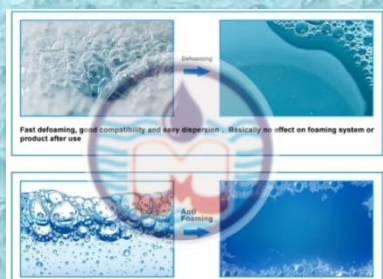 Defoaming
Fast defoaming, good compatibility and easy dispersion . Basically no effect on foaming system or
product after use
Anti
Foaming